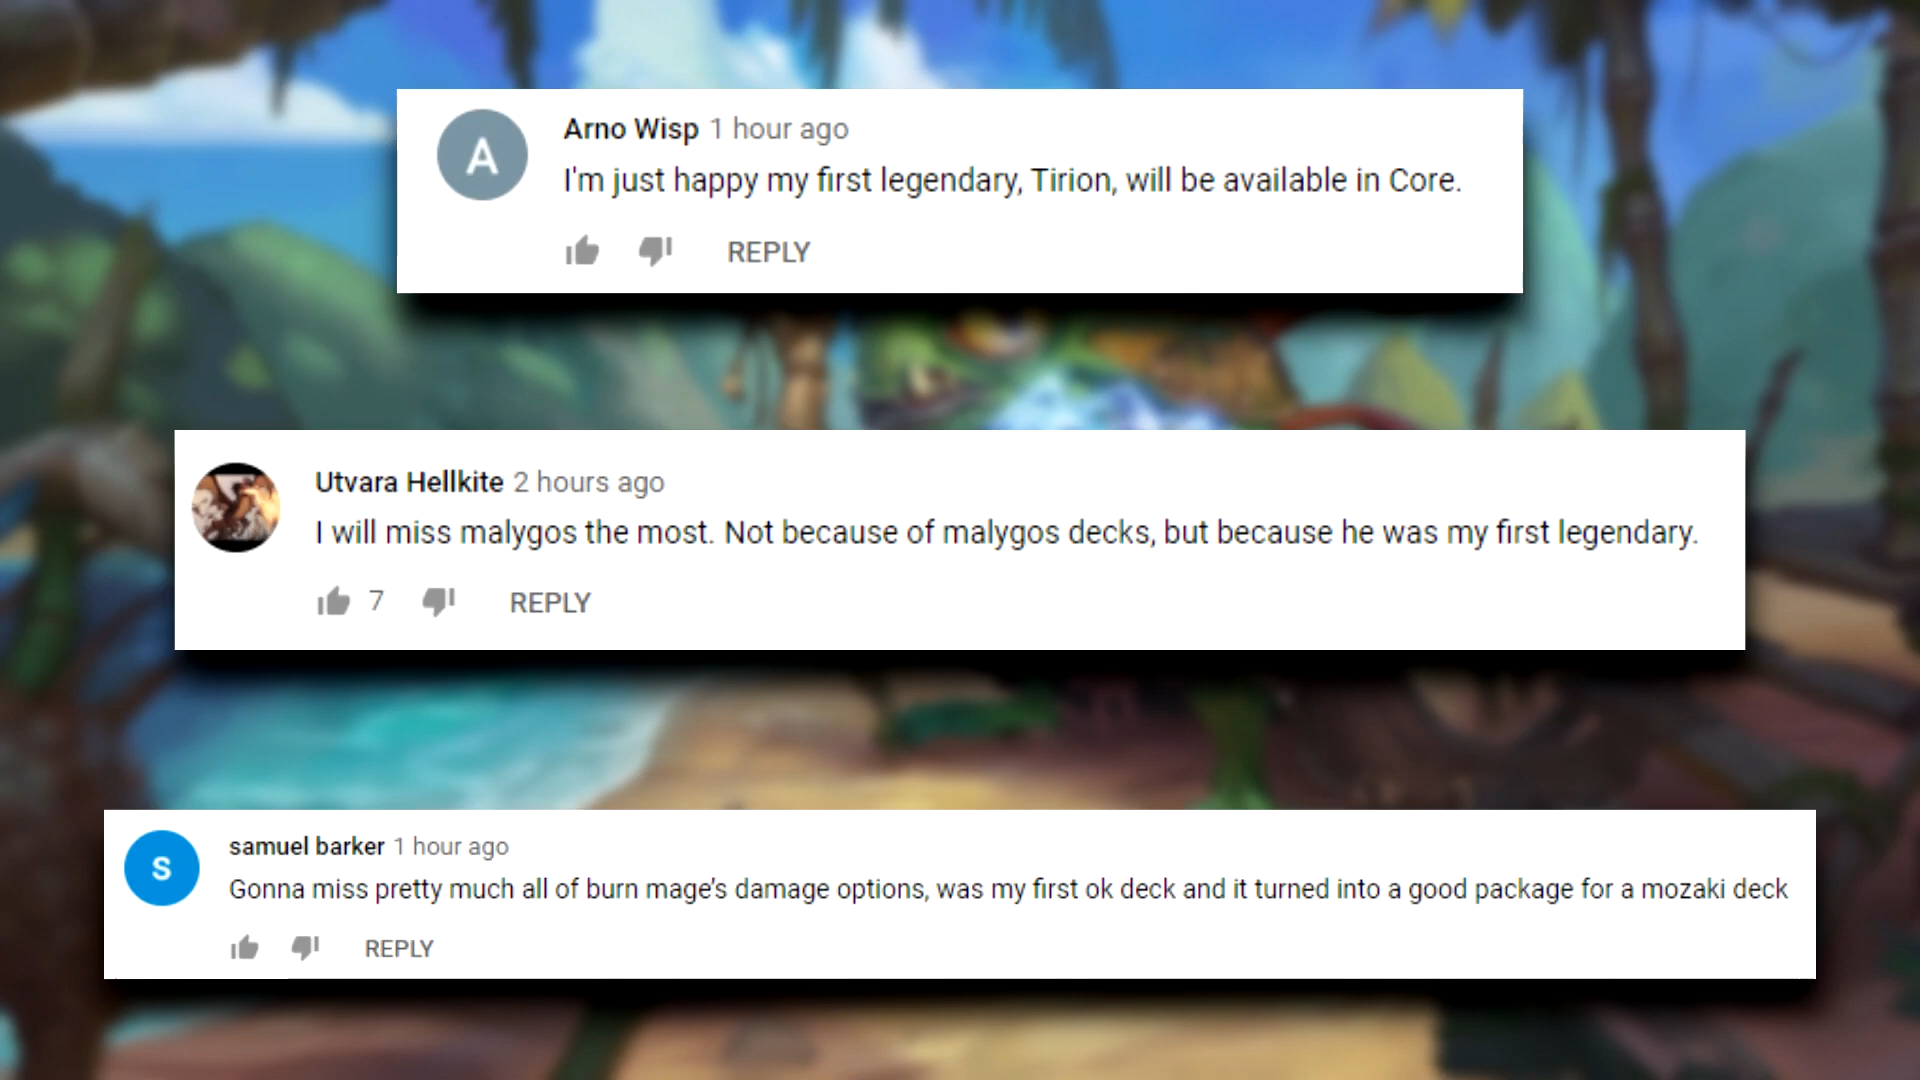 A
Arno Wisp 1 hour ago
I'm just happy my first legendary, Tirion, will be available in Core.
REPLY
Utvara Hellkite 2 hours ago
I will miss malygos the most. Not because of malygos decks, but because he was my first legendary.
7 REPLY
S
samuel barker 1 hour ago
Gonna miss pretty much all of burn mage's damage options, was my first ok deck and it turned into a good package for a mozaki deck
REPLY